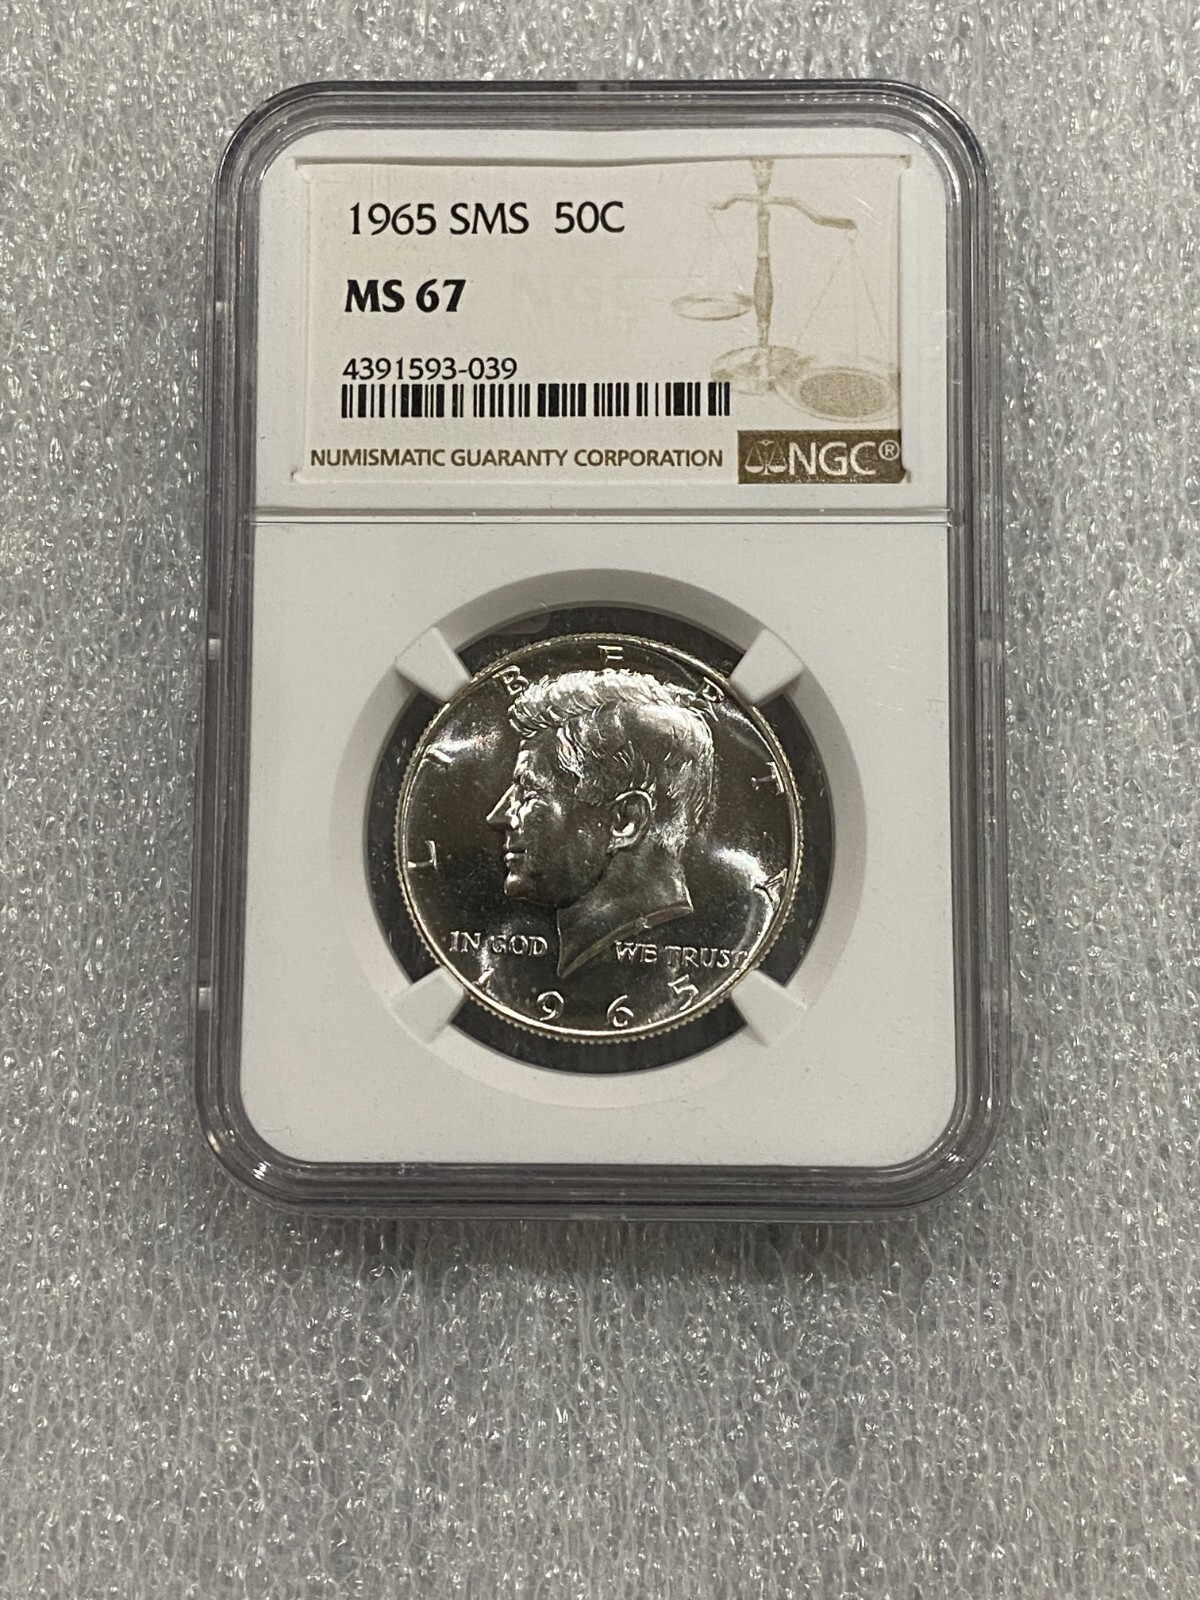 1965 SMS 50C
MS 67
4391593-039
NUMISMATIC GUARANTY CORPORATION
NGC®
LIBERTY
IN GOD WE TRUST
1965